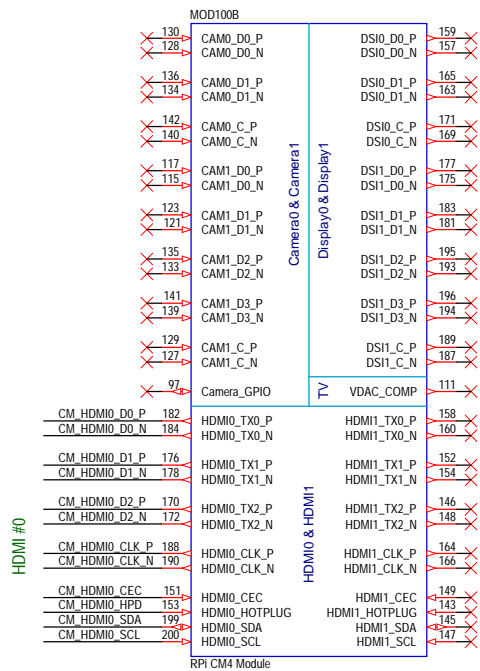 MOD100B
130 CAM0_D0_P DSI0_D0_P 159
128 CAM0_D0_N DSI0_D0_N 157
136 CAM0_D1_P DSI0_D1_P 165
134 CAM0_D1_N DSI0_D1_N 163
142 CAM0_C_P DSI0_C_P 171
140 CAM0_C_N DSI0_C_N 169
117 CAM1_D0_P DSI1_D0_P 177
115 CAM1_D0_N DSI1_D0_N 175
123 CAM1_D1_P DSI1_D1_P 183
121 CAM1_D1_N DSI1_D1_N 181
135 CAM1_D2_P DSI1_D2_P 195
133 CAM1_D2_N DSI1_D2_N 193
141 CAM1_D3_P DSI1_D3_P 196
139 CAM1_D3_N DSI1_D3_N 194
129 CAM1_C_P DSI1_C_P 189
127 CAM1_C_N DSI1_C_N 187
Camera0 & Camera1
Display0 & Display1
97 Camera_GPIO TV VDAC_COMP 111
CM_HDMI0_D0_P 182 HDMI0_TX0_P HDMI1_TX0_P 158
CM_HDMI0_D0_N 184 HDMI0_TX0_N HDMI1_TX0_N 160
CM_HDMI0_D1_P 176 HDMI0_TX1_P HDMI1_TX1_P 152
CM_HDMI0_D1_N 178 HDMI0_TX1_N HDMI1_TX1_N 154
CM_HDMI0_D2_P 170 HDMI0_TX2_P HDMI1_TX2_P 146
CM_HDMI0_D2_N 172 HDMI0_TX2_N HDMI1_TX2_N 148
CM_HDMI0_CLK_P 188 HDMI0_CLK_P HDMI1_CLK_P 164
CM_HDMI0_CLK_N 190 HDMI0_CLK_N HDMI1_CLK_N 166
CM_HDMI0_CEC 151 HDMI0_CEC HDMI1_CEC 149
CM_HDMI0_HPD 153 HDMI0_HOTPLUG HDMI1_HOTPLUG 143
CM_HDMI0_SDA 199 HDMI0_SDA HDMI1_SDA 145
CM_HDMI0_SCL 200 HDMI0_SCL HDMI1_SCL 147
HDMI #0
HDMI0 & HDMI1
RPi CM4 Module